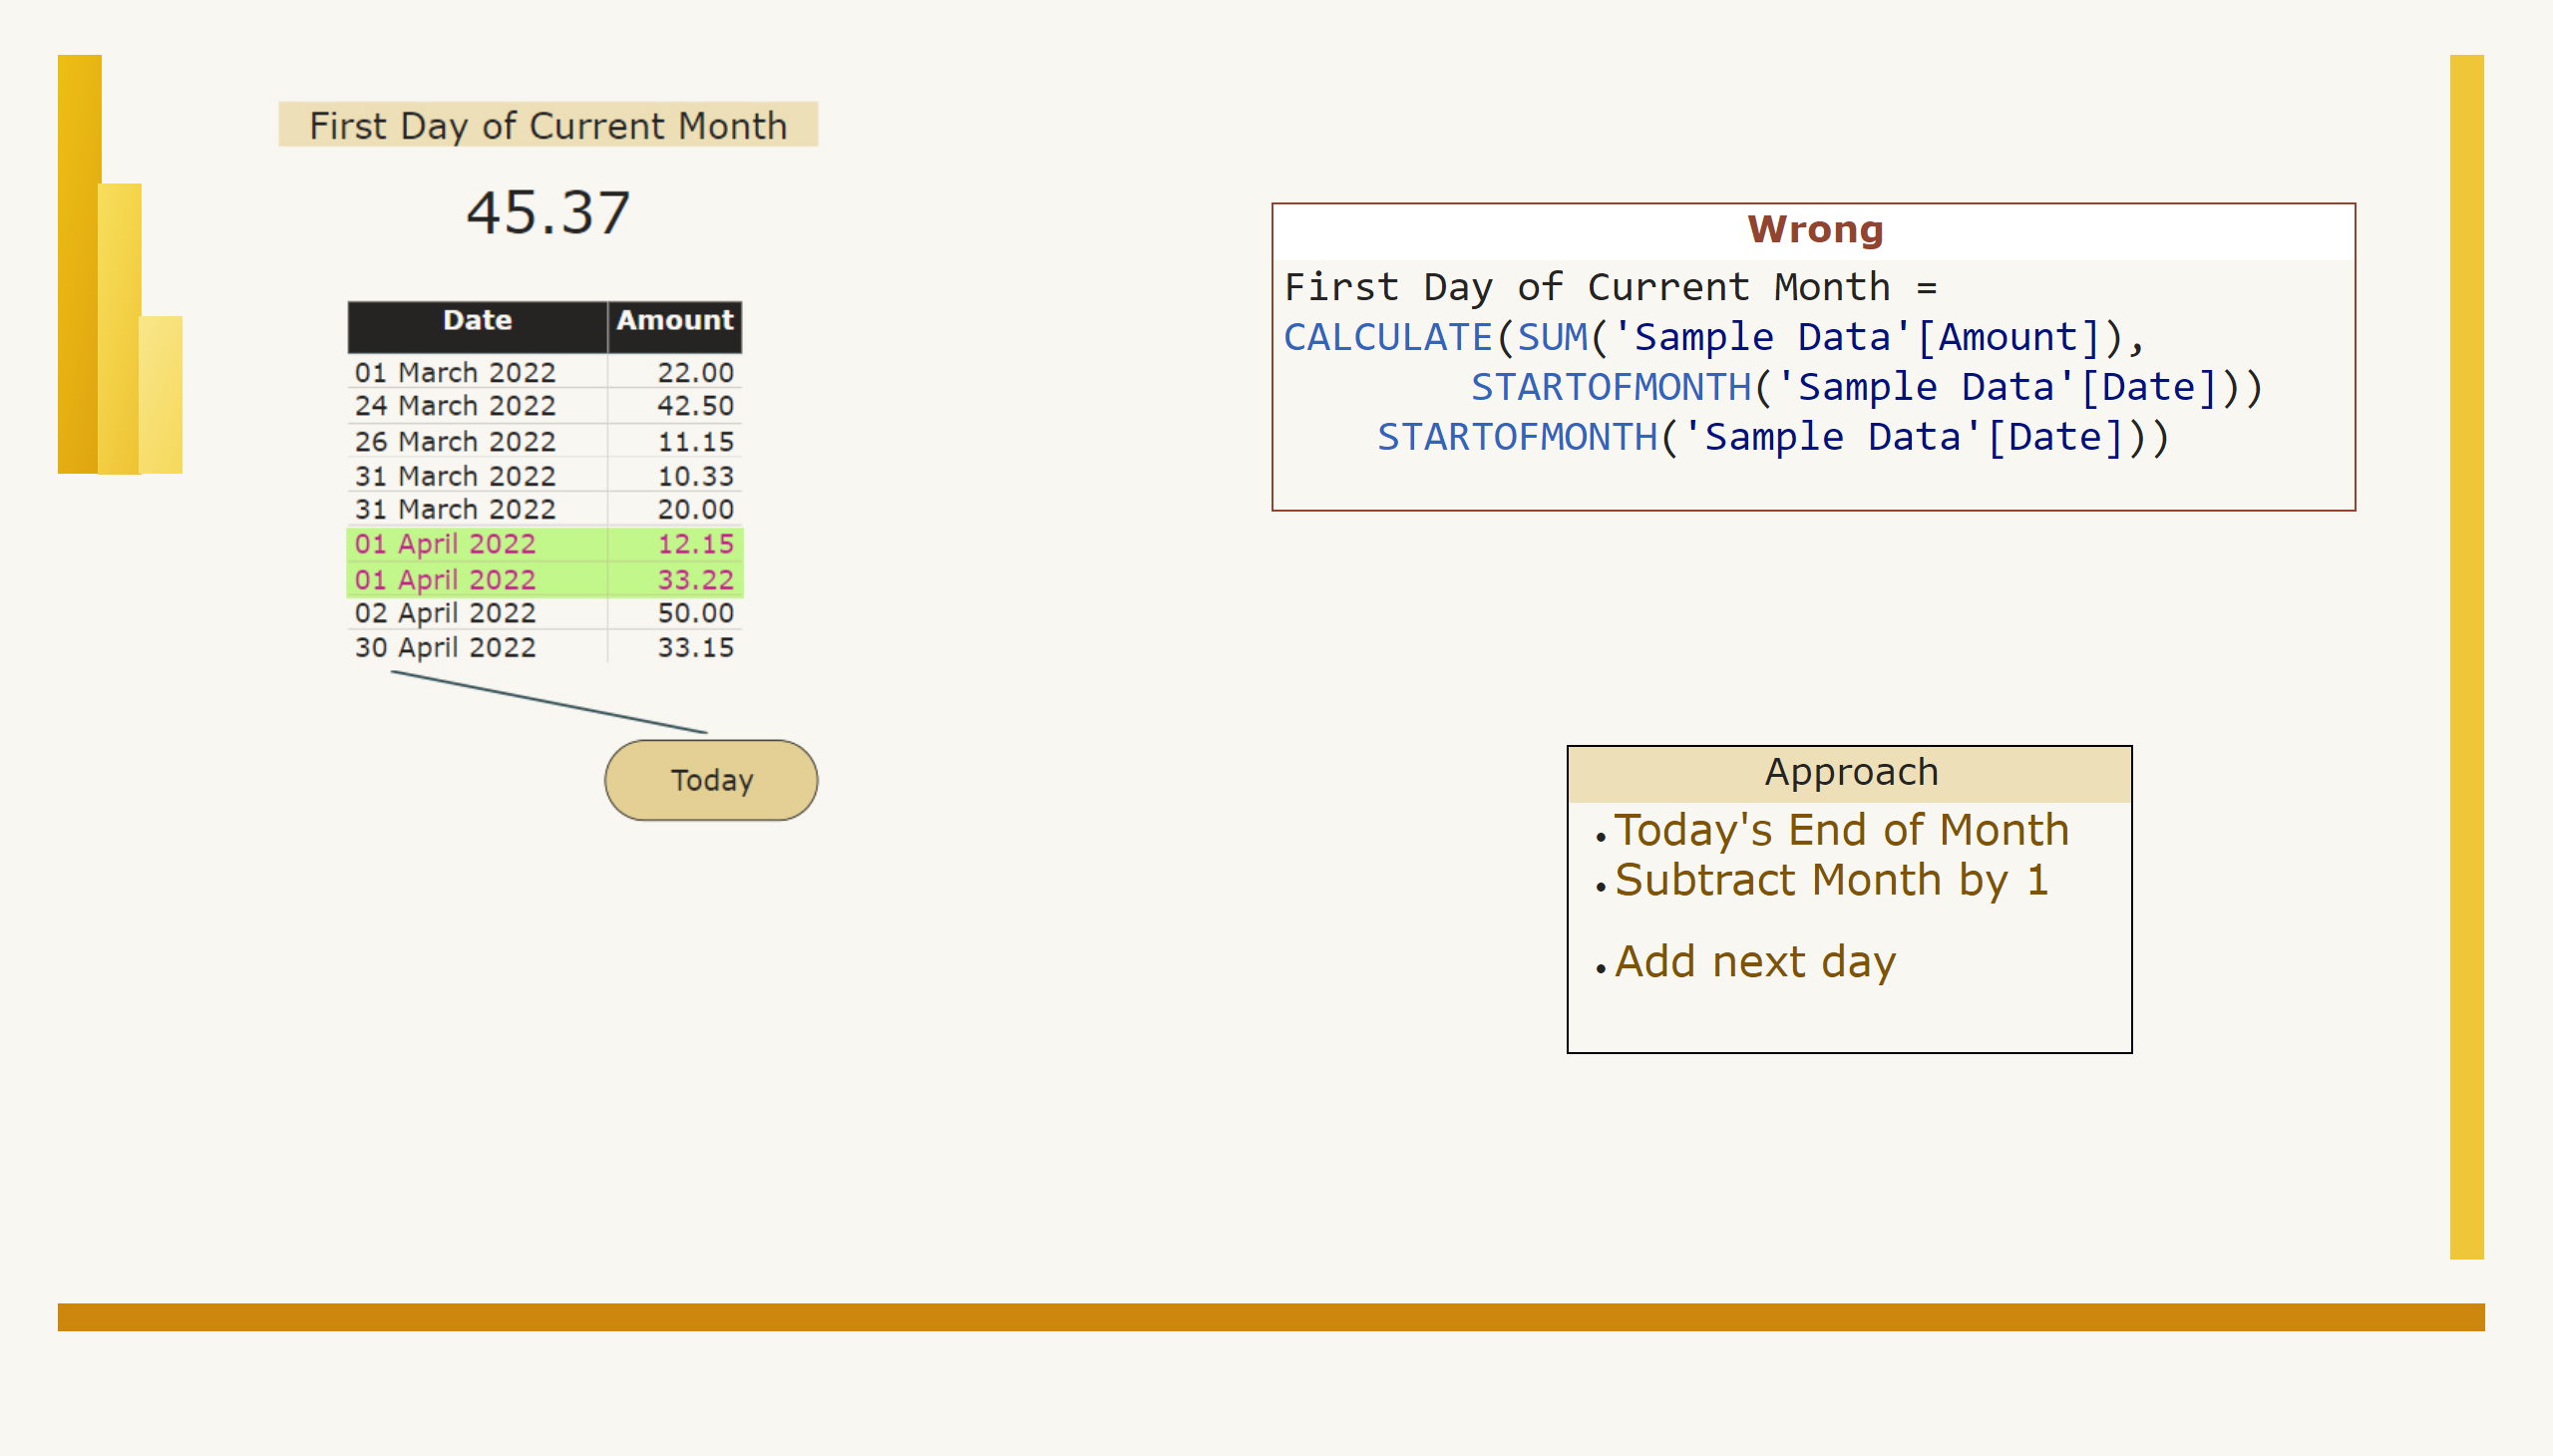 First Day of Current Month
45.37
Date Amount
01 March 2022 22.00
24 March 2022 42.50
26 March 2022 11.15
31 March 2022 10.33
31 March 2022 20.00
01 April 2022 12.15
01 April 2022 33.22
02 April 2022 50.00
30 April 2022 33.15
Today
Wrong
First Day of Current Month =
CALCULATE(SUM('Sample Data'[Amount]),
STARTOFMONTH('Sample Data'[Date]))
STARTOFMONTH('Sample Data'[Date]))
Approach
• Today's End of Month
• Subtract Month by 1
• Add next day